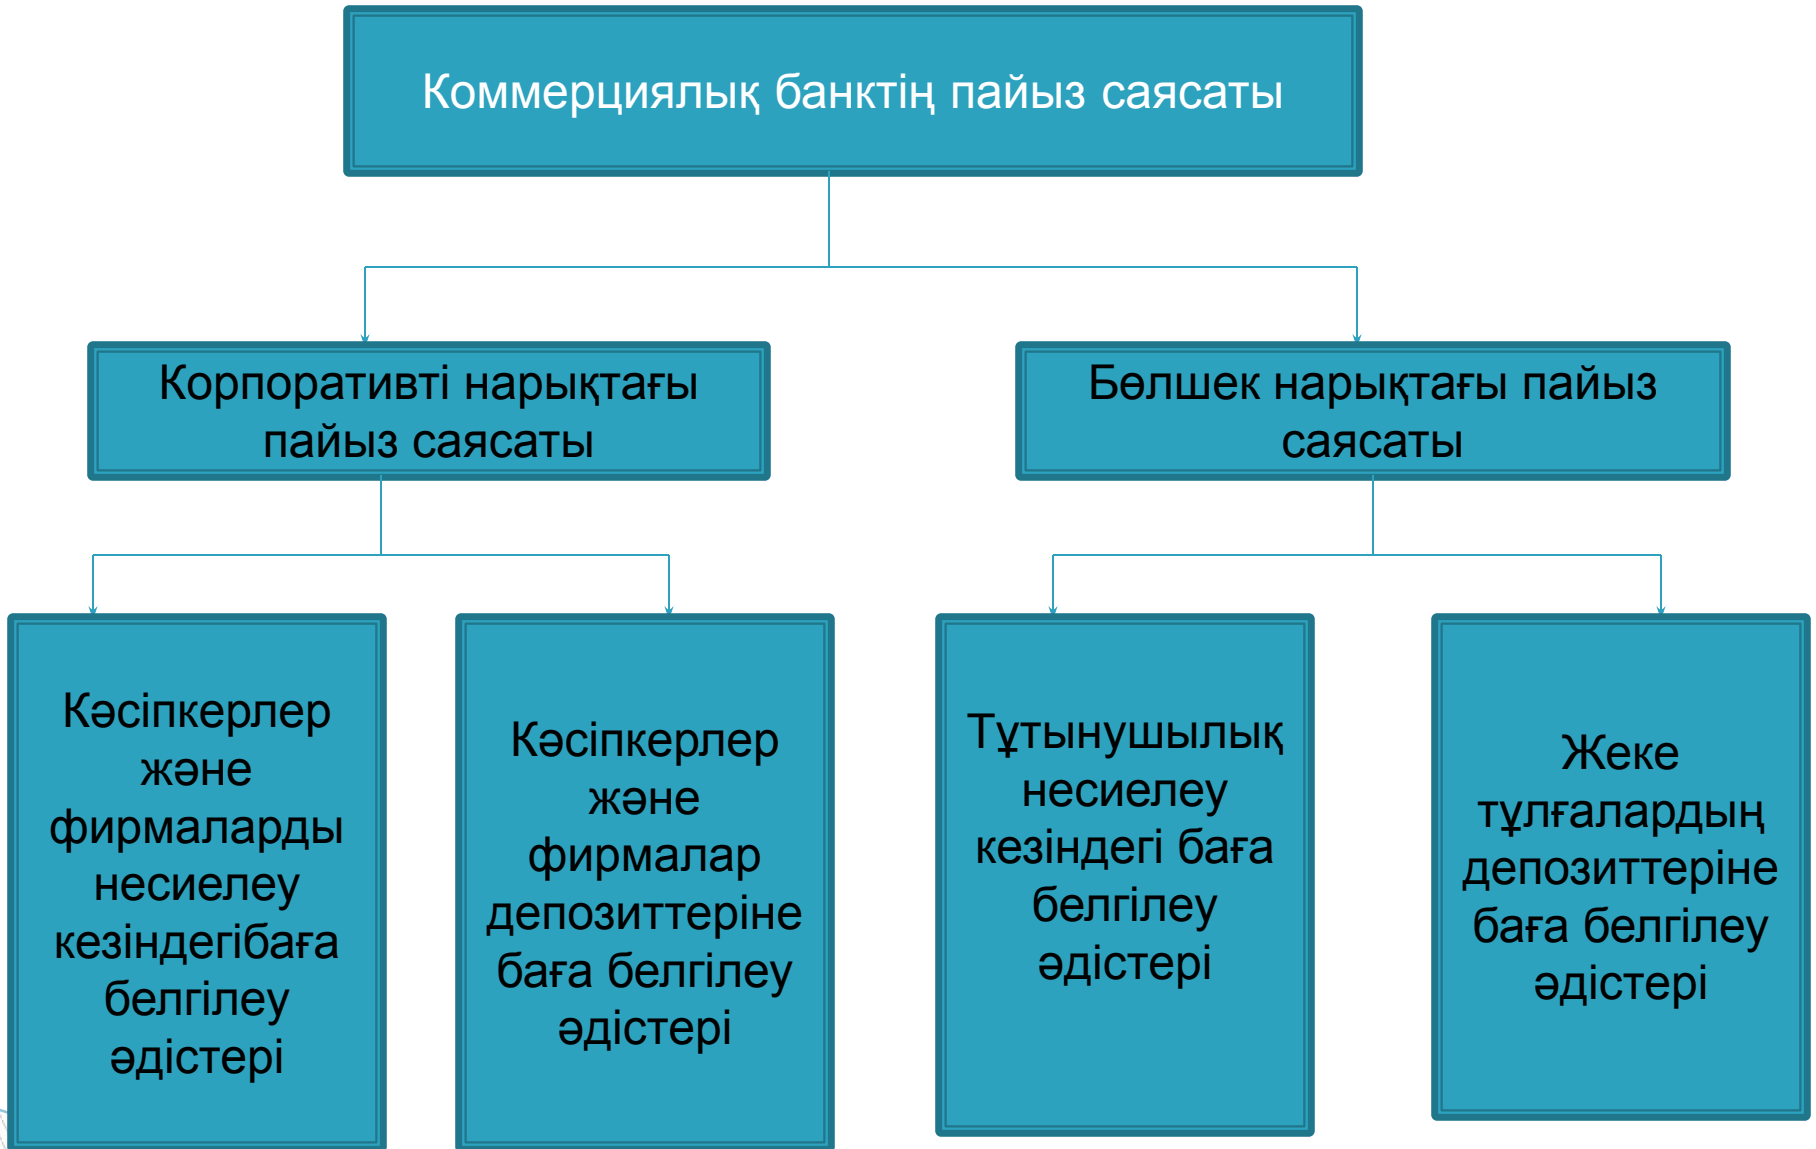 Коммерциялық банктің пайыз саясаты
Корпоративті нарықтағы
пайыз саясаты
Бөлшек нарықтағы пайыз
саясаты
Кәсіпкерлер
және
фирмаларды
несиелеу
кезіндегібаға
белгілеу
әдістері
Кәсіпкерлер
және
фирмалар
депозиттеріне
баға белгілеу
әдістері
Тұтынушылық
несиелеу
кезіндегі баға
белгілеу
әдістері
Жеке
тұлғалардың
депозиттеріне
баға белгілеу
әдістері